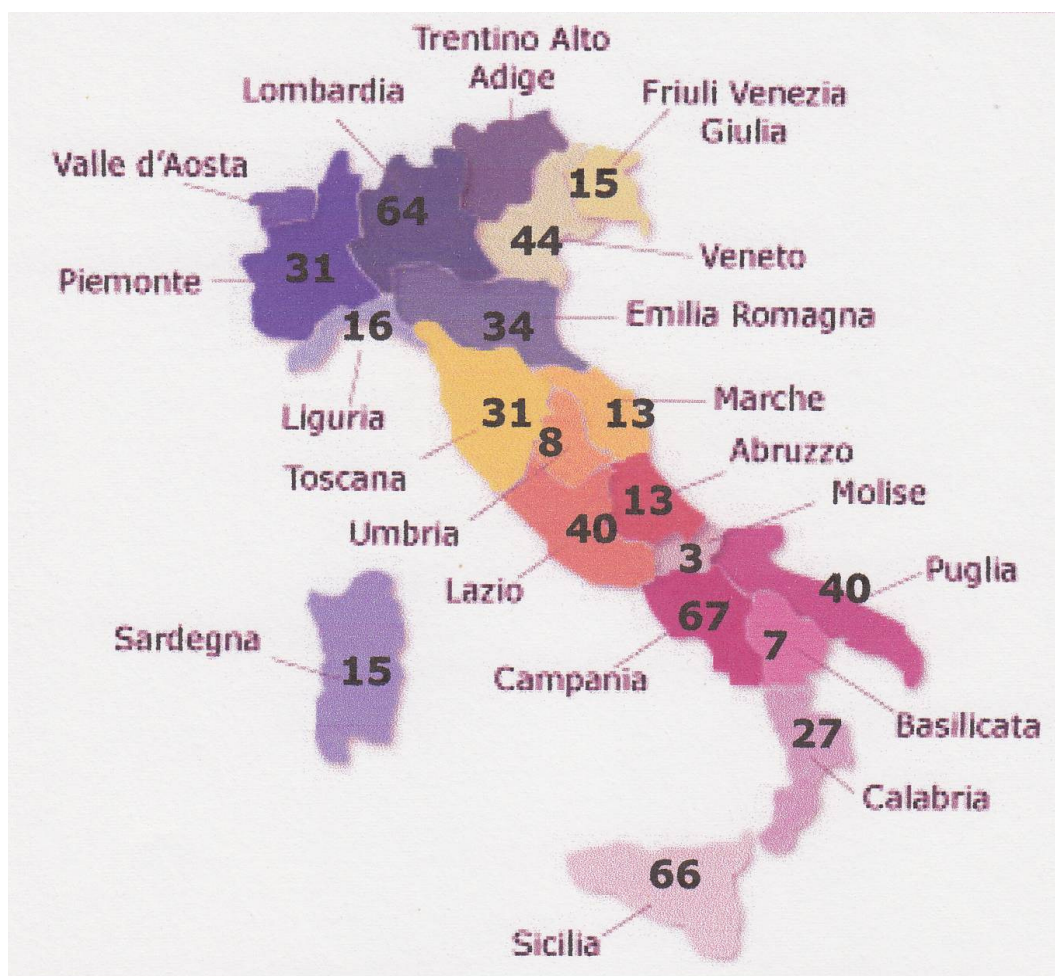 Trentino Alto
Adige
Lombardia
Friuli Venezia
Giulia
Valle d'Aosta
15
64
44
Veneto
Piemonte
31
16
34
Emilia Romagna
Liguria
31
13
Marche
8
Abruzzo
Toscana
13
Molise
Umbria
40
3
Puglia
40
Lazio
67
Sardegna
7
15
Campania
Basilicata
27
Calabria
66
Sicilia